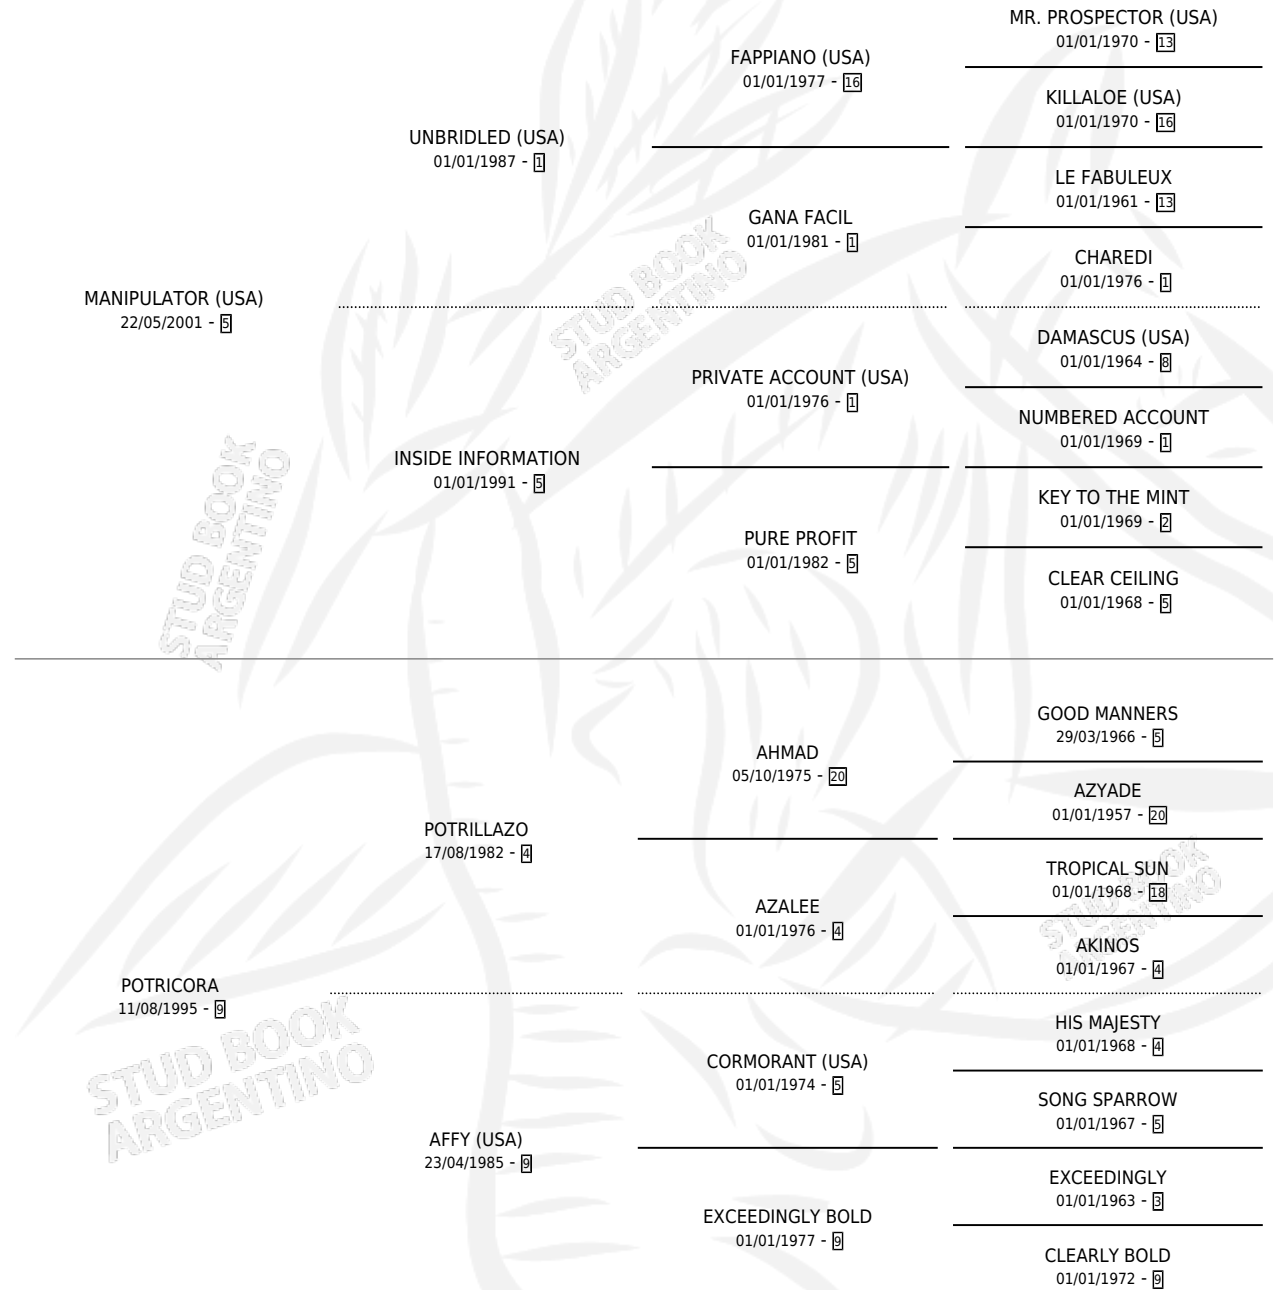 MR. PROSPECTOR (USA)
01/01/1970 - 13
FAPPIANO (USA)
01/01/1977 - 16
KILLALOE (USA)
01/01/1970 - 16
UNBRIDLED (USA)
01/01/1987 - 1
LE FABULEUX
01/01/1961 - 13
GANA FACIL
01/01/1981 - 1
CHAREDI
01/01/1976 - 1
MANIPULATOR (USA)
22/05/2001 - 5
DAMASCUS (USA)
01/01/1964 - 8
PRIVATE ACCOUNT (USA)
01/01/1976 - 1
NUMBERED ACCOUNT
01/01/1969 - 1
INSIDE INFORMATION
01/01/1991 - 5
KEY TO THE MINT
01/01/1969 - 2
PURE PROFIT
01/01/1982 - 5
CLEAR CEILING
01/01/1968 - 5
STUD BOOK
ARGENTINO
STUD BOOK
ARGENTINO
GOOD MANNERS
29/03/1966 - 5
AHMAD
05/10/1975 - 20
AZYADE
01/01/1957 - 20
POTRILLAZO
17/08/1982 - 4
TROPICAL SUN
01/01/1968 - 18
AZALEE
01/01/1976 - 4
AKINOS
01/01/1967 - 4
STUD BOOK
ARGENTINO
POTRICORA
11/08/1995 - 9
HIS MAJESTY
01/01/1968 - 4
CORMORANT (USA)
01/01/1974 - 5
SONG SPARROW
01/01/1967 - 5
AFFY (USA)
23/04/1985 - 9
EXCEEDINGLY
01/01/1963 - 3
EXCEEDINGLY BOLD
01/01/1977 - 9
CLEARLY BOLD
01/01/1972 - 9
STUD BOOK
ARGENTINO